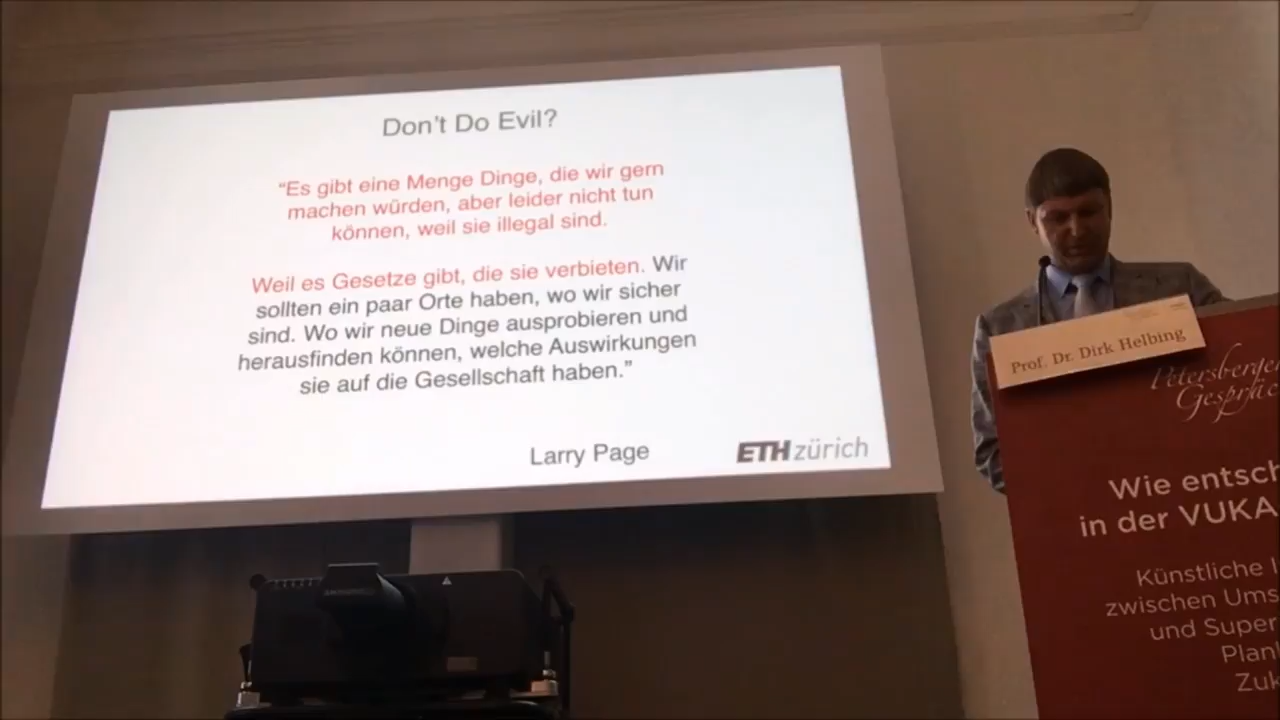 Don't Do Evil?
“Es gibt eine Menge Dinge, die wir gern
machen würden, aber leider nicht tun
können, weil sie illegal sind.
Weil es Gesetze gibt, die sie verbieten. Wir
sollten ein paar Orte haben, wo wir sicher
sind. Wo wir neue Dinge ausprobieren und
herausfinden können, welche Auswirkungen
sie auf die Gesellschaft haben.”
Larry Page
ETH zürich
Prof. Dr. Dirk Helbing
Petersberger
Gespräc
Wie entsch
in der VUKA
Künstliche I
zwischen Ums
und Super
Plan
Zuk